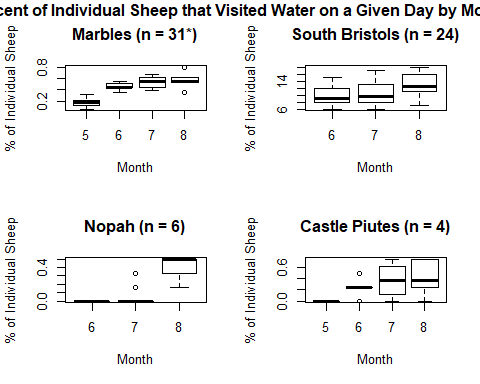 cent of Individual Sheep that Visited Water on a Given Day by Mo
Marbles (n = 31*)
South Bristols (n = 24)
% of Individual Sheep
0.2 0.8
5 6 7 8
Month
% of Individual Sheep
6 14
6 7 8
Month
Nopah (n = 6)
Castle Piutes (n = 4)
% of Individual Sheep
0.0 0.4
6 7 8
Month
% of Individual Sheep
0.0 0.6
5 6 7 8
Month